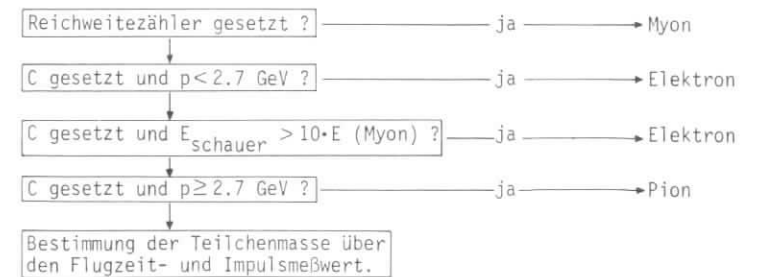 Reichweitezähler gesetzt ? ja Myon
C gesetzt und p<2.7 GeV ? ja Elektron
C gesetzt und E schauer >10•E (Myon) ? ja Elektron
C gesetzt und p≥2.7 GeV ? ja Pion
Bestimmung der Teilchenmasse über
den Flugzeit- und Impulsmeßwert.